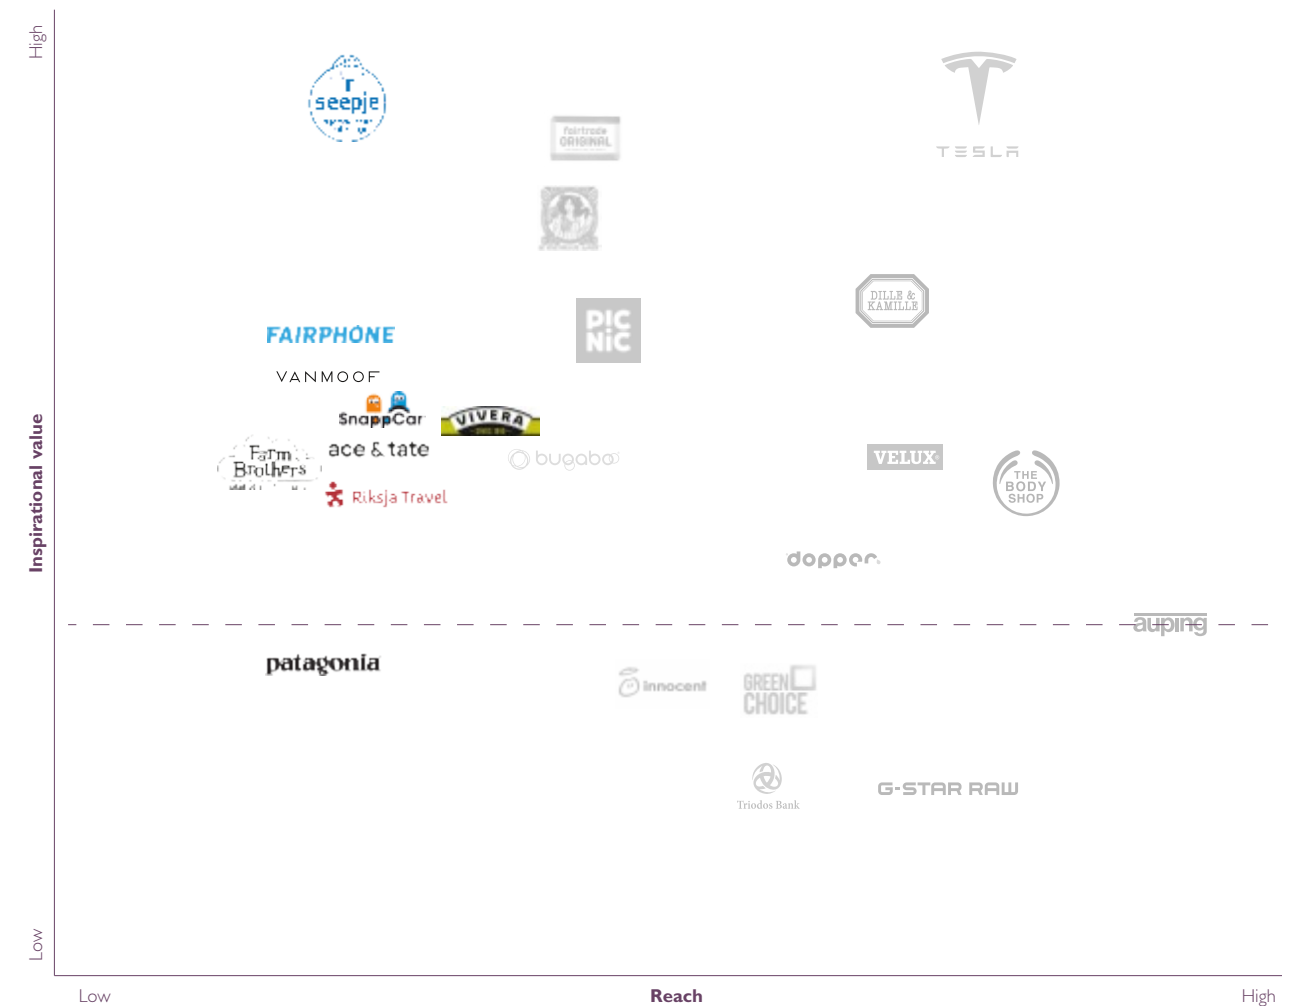 High
r
seepje
fairtrade
ORIGINAL
TESLA
DILLE &
KAMILLE
PIC
NiC
FAIRPHONE
VANMOOF
SnappCar
VIVERA
ace & tate
Farm
Brothers
bugaboo
VELUX
THE
BODY
SHOP
Riksja Travel
Inspirational value
dopper
auping
patagonia
innocent
GREEN
CHOICE
Triodos Bank
G-STAR RAW
Low
Low
Reach
High